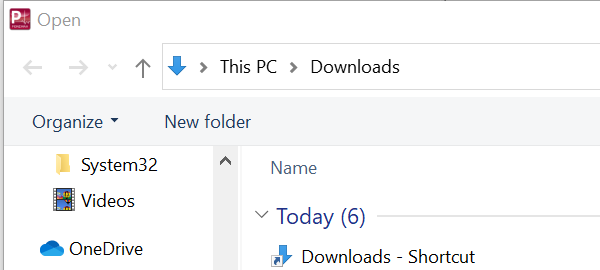 Open
This PC > Downloads
Organize New folder
System32
Videos
OneDrive
Name
Today (6)
Downloads - Shortcut